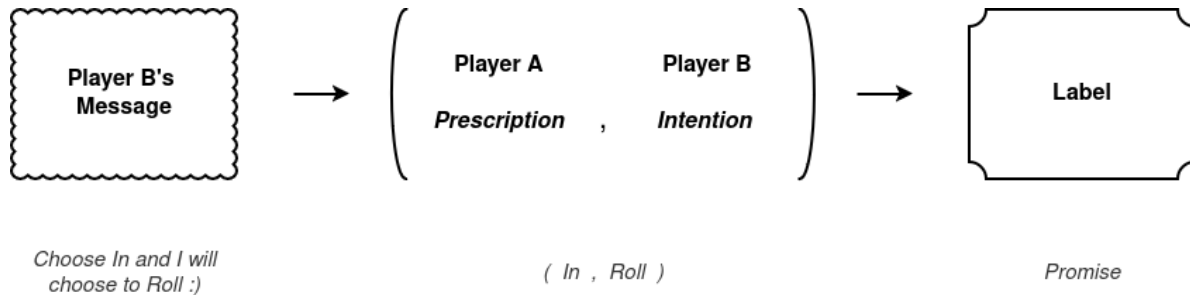 Player B's
Message
Player A Player B
Prescription , Intention
Label
Choose In and I will
choose to Roll :)
( In , Roll )
Promise